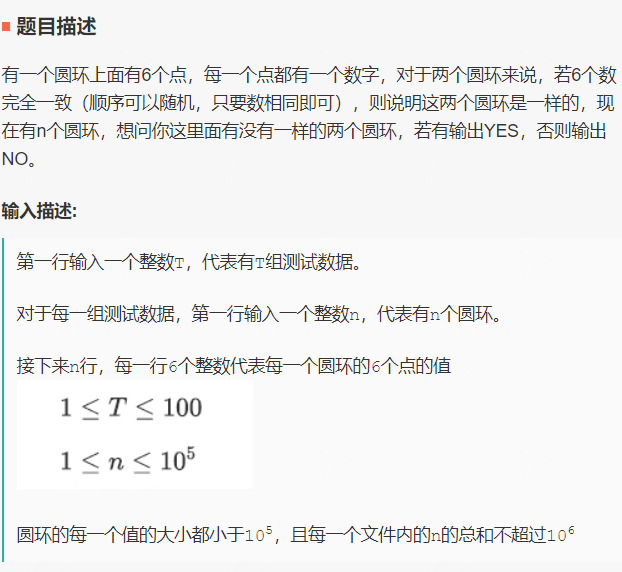 题目描述
有一个圆环上面有6个点，每一个点都有一个数字，对于两个圆环来说，若6个数
完全一致（顺序可以随机，只要数相同即可），则说明这两个圆环是一样的，现
在有n个圆环，想问你这里面有没有一样的两个圆环，若有输出YES，否则输出
NO。
输入描述:
第一行输入一个整数T，代表有T组测试数据。
对于每一组测试数据，第一行输入一个整数n，代表有n个圆环。
接下来n行，每一行6个整数代表每一个圆环的6个点的值
1 ≤ T ≤ 100
1 ≤ n ≤ 10⁵
圆环的每一个值的大小都小于10⁵，且每一个文件内的n的总和不超过10⁶